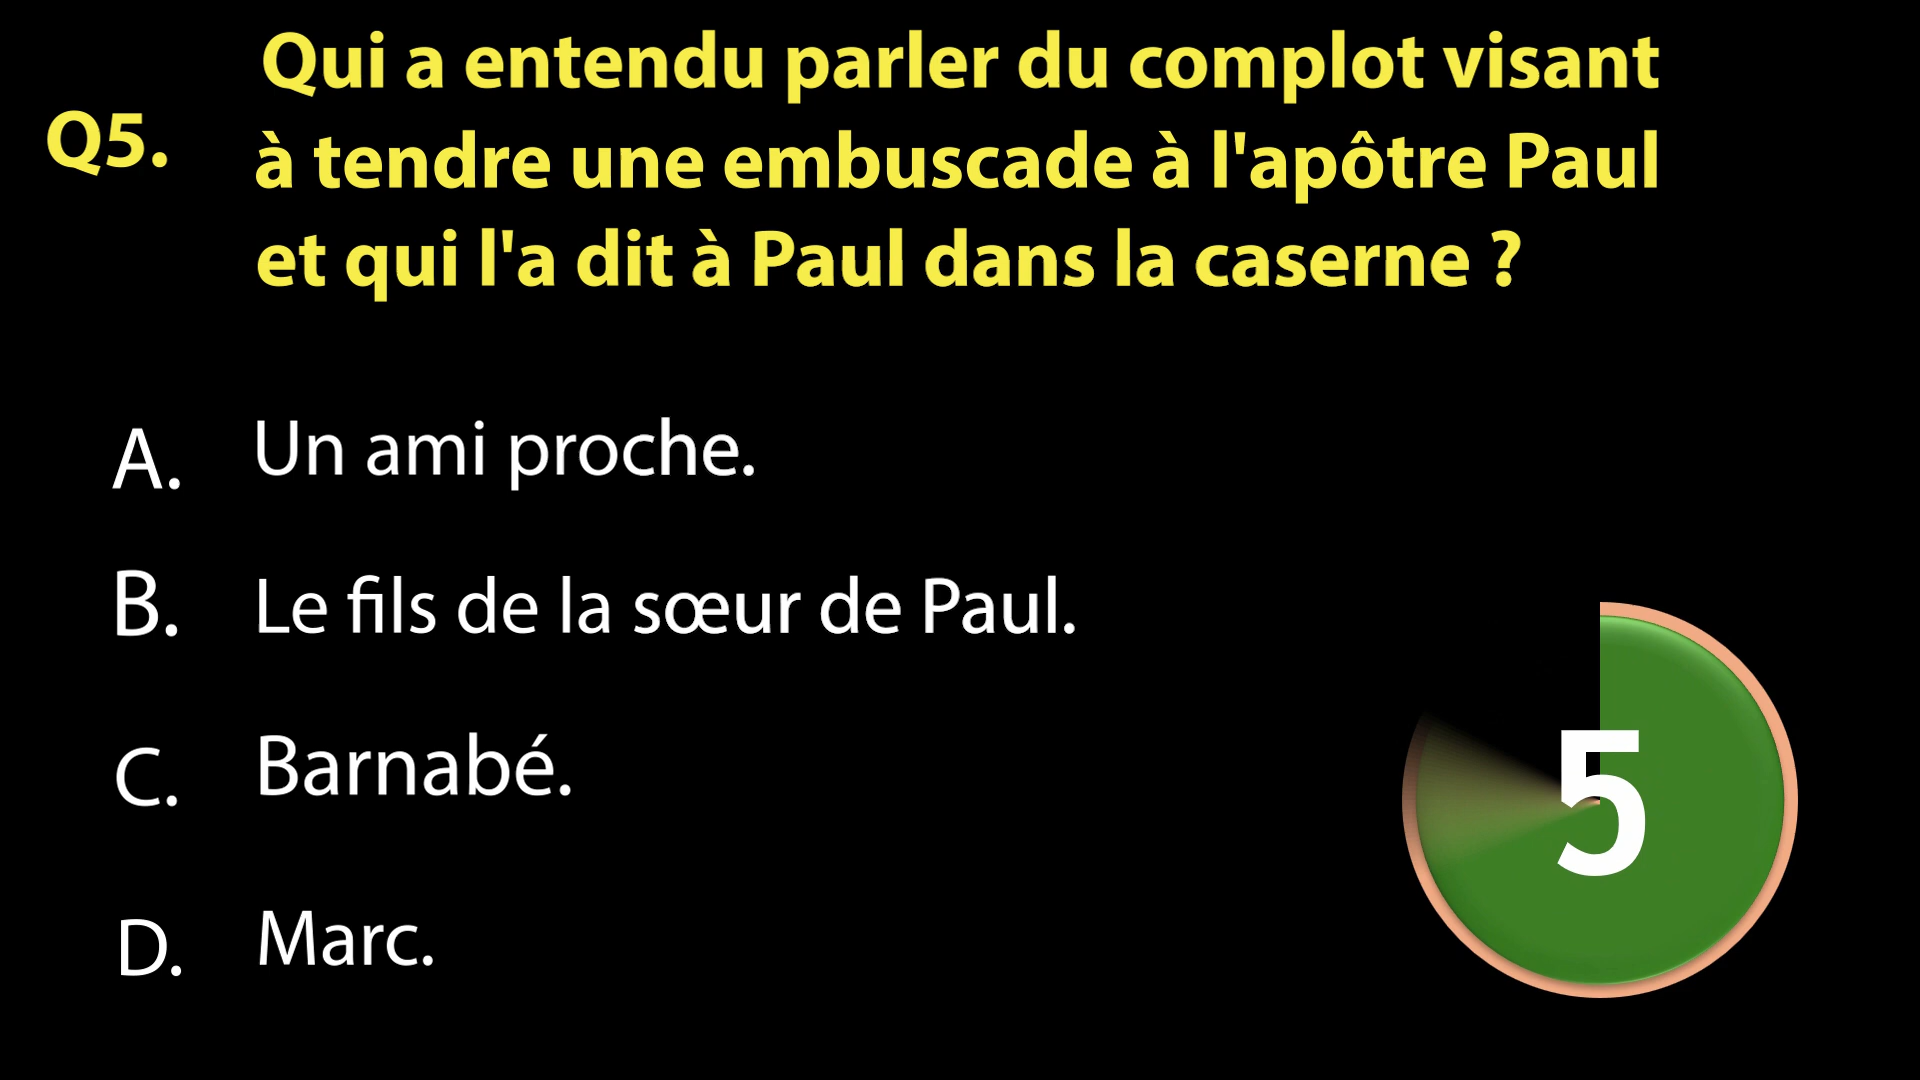 Qui a entendu parler du complot visant
Q5. à tendre une embuscade à l'apôtre Paul
et qui l'a dit à Paul dans la caserne ?
A. Un ami proche.
B. Le fils de la sœur de Paul.
C. Barnabé.
5
D. Marc.